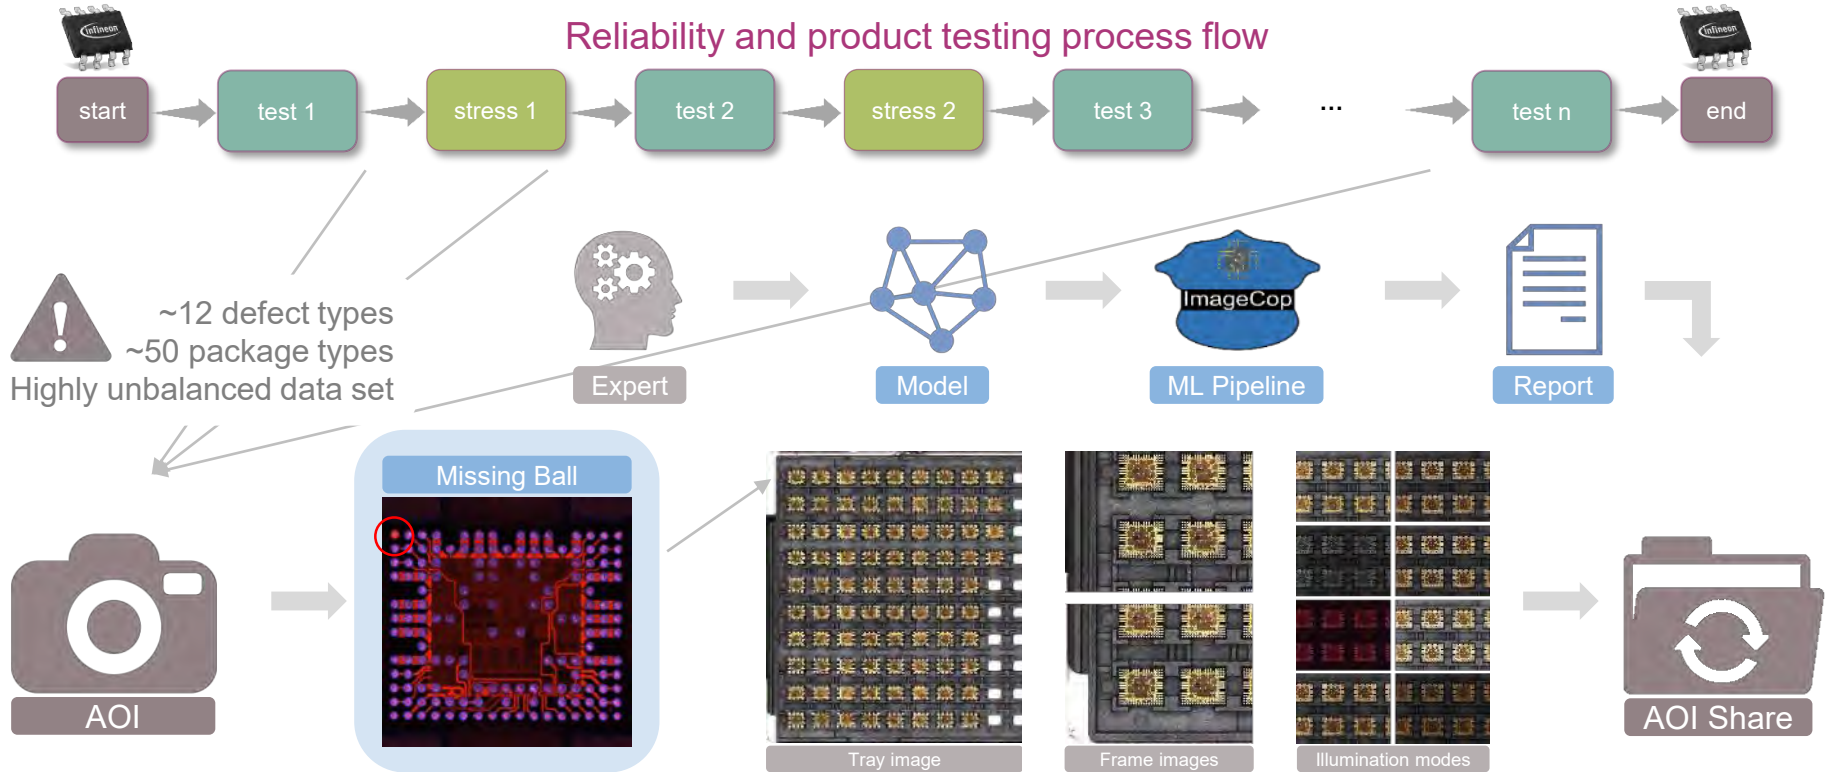 Reliability and product testing process flow
infineon
infineon
start
test 1
stress 1
test 2
stress 2
test 3
...
test n
end
~12 defect types
~50 package types
Highly unbalanced data set
ImageCop
Expert
Model
ML Pipeline
Report
Missing Ball
AOI
Tray image
Frame images
Illumination modes
AOI Share